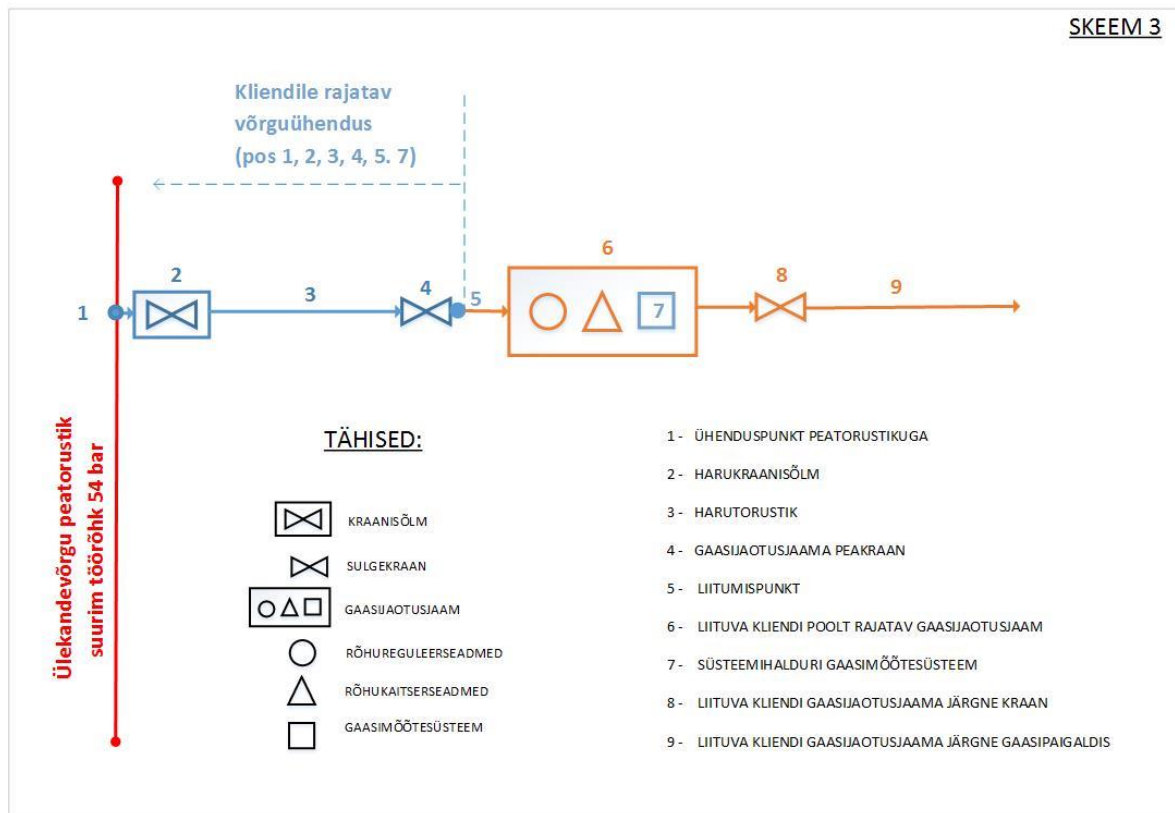 SKEEM 3
Kliendile rajatav
võrguühendus
(pos 1, 2, 3, 4, 5. 7)
1
2
3
4
5
6
7
8
9
Ülekandevõrgu peatorustik
suurim töörõhk 54 bar
TÄHISED:
KRAANISÕLM
SULGEKRAAN
GAASIJAOTUSJAAM
RÕHUREGULEERSEADMED
RÕHUKAITSERSEADMED
GAASIMÕÕTESÜSTEEM
1 - ÜHENDUSPUNKT PEATORUSTIKUGA
2 - HARUKRAANISÕLM
3 - HARUTORUSTIK
4 - GAASIJAOTUSJAAMA PEAKRAAN
5 - LIITUMISPUNKT
6 - LIITUVA KLIENDI POOLT RAJATAV GAASIJAOTUSJAAM
7 - SÜSTEEMIHALDURI GAASIMÕÕTESÜSTEEM
8 - LIITUVA KLIENDI GAASIJAOTUSJAAMA JÄRGNE KRAAN
9 - LIITUVA KLIENDI GAASIJAOTUSJAAMA JÄRGNE GAASIPAIGALDIS